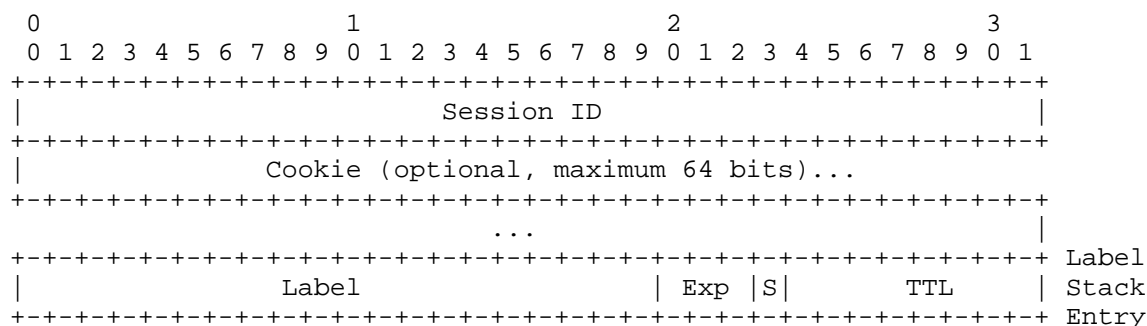 0                   1                   2                   3
 0 1 2 3 4 5 6 7 8 9 0 1 2 3 4 5 6 7 8 9 0 1 2 3 4 5 6 7 8 9 0 1
+-+-+-+-+-+-+-+-+-+-+-+-+-+-+-+-+-+-+-+-+-+-+-+-+-+-+-+-+-+-+-+-+
|                          Session ID                           |
+-+-+-+-+-+-+-+-+-+-+-+-+-+-+-+-+-+-+-+-+-+-+-+-+-+-+-+-+-+-+-+-+
|               Cookie (optional, maximum 64 bits)...
+-+-+-+-+-+-+-+-+-+-+-+-+-+-+-+-+-+-+-+-+-+-+-+-+-+-+-+-+-+-+-+-+
                              ...                               |
+-+-+-+-+-+-+-+-+-+-+-+-+-+-+-+-+-+-+-+-+-+-+-+-+-+-+-+-+-+-+-+-+ Label
|                Label                  | Exp |S|       TTL     | Stack
+-+-+-+-+-+-+-+-+-+-+-+-+-+-+-+-+-+-+-+-+-+-+-+-+-+-+-+-+-+-+-+-+ Entry